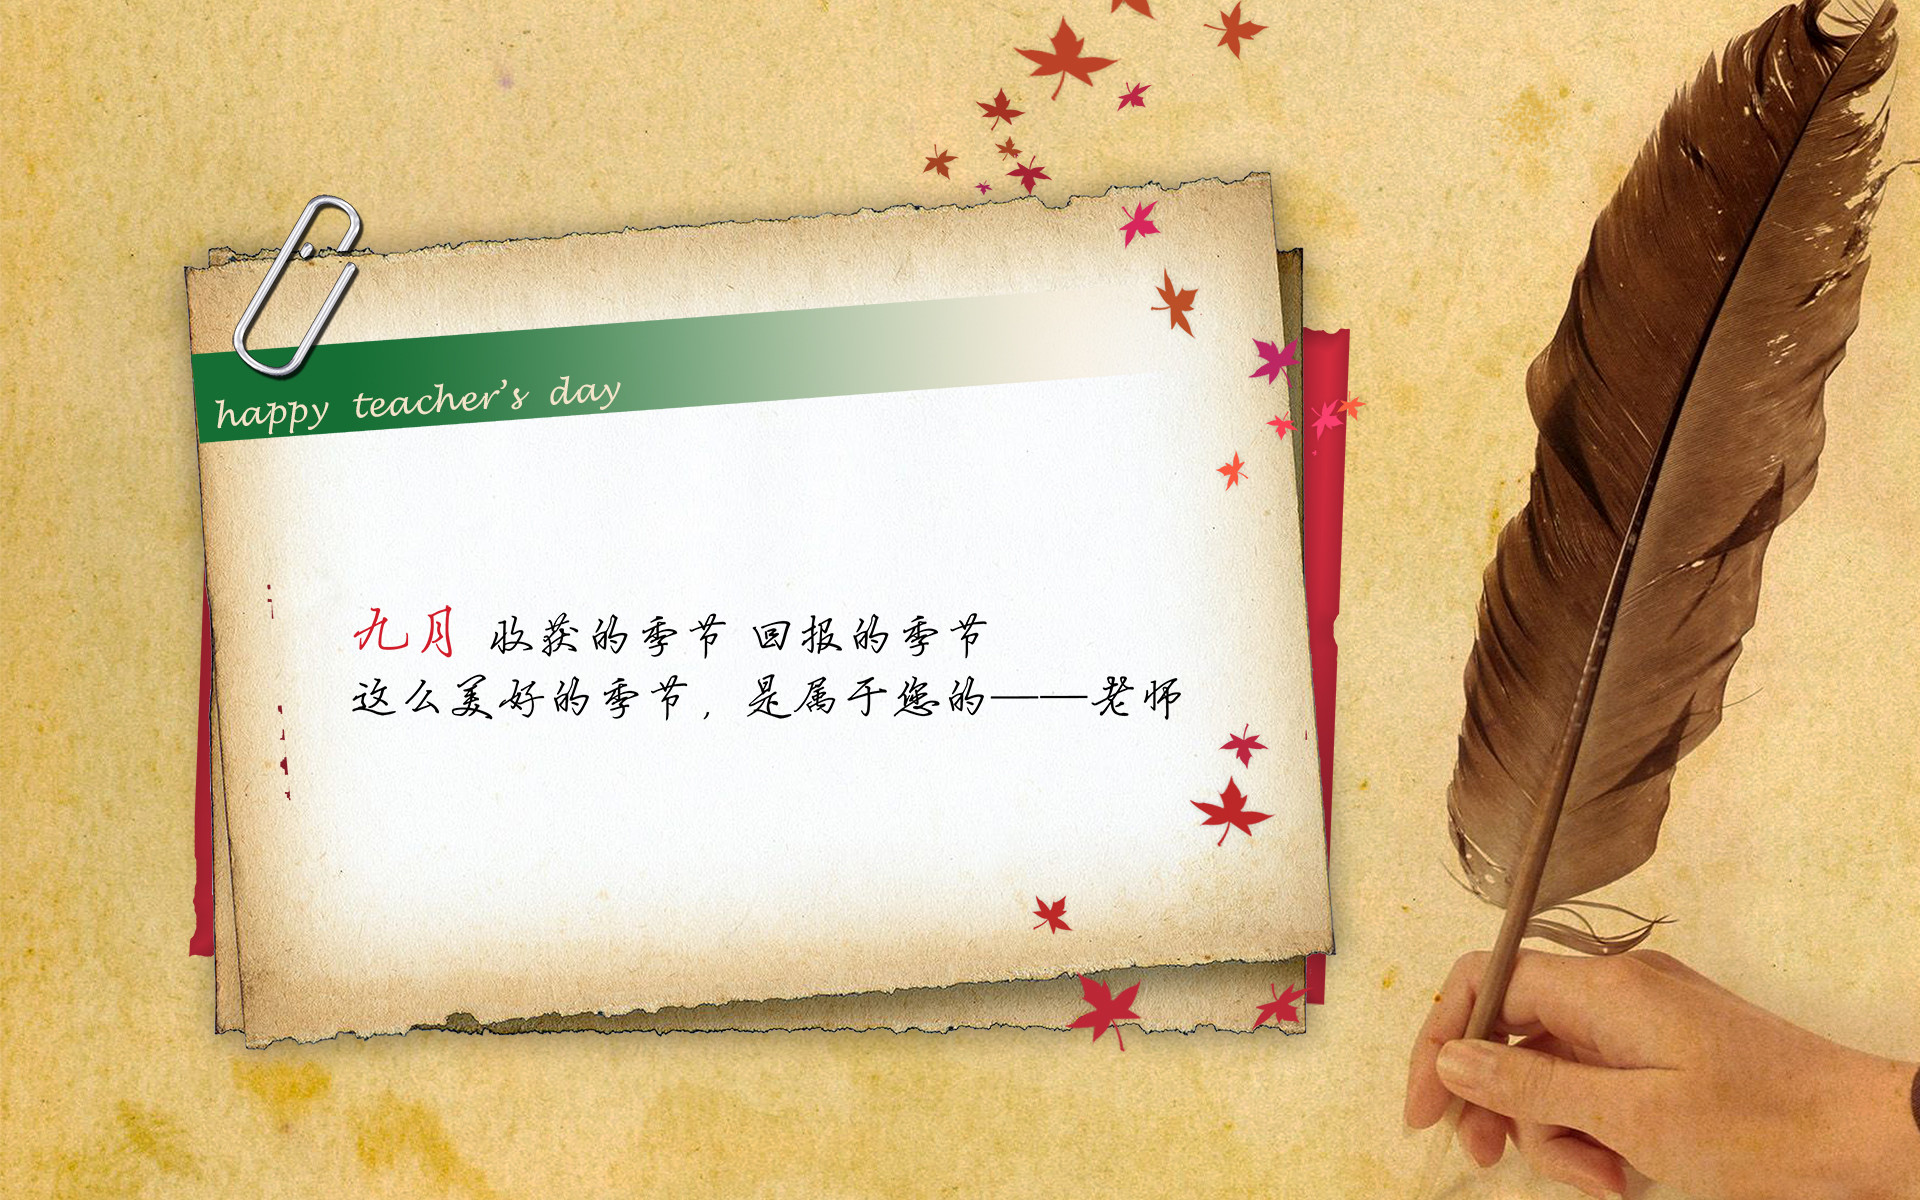 happy teacher's day
九月 收获的季节 回报的季节
这么美好的季节，是属于您的——老师